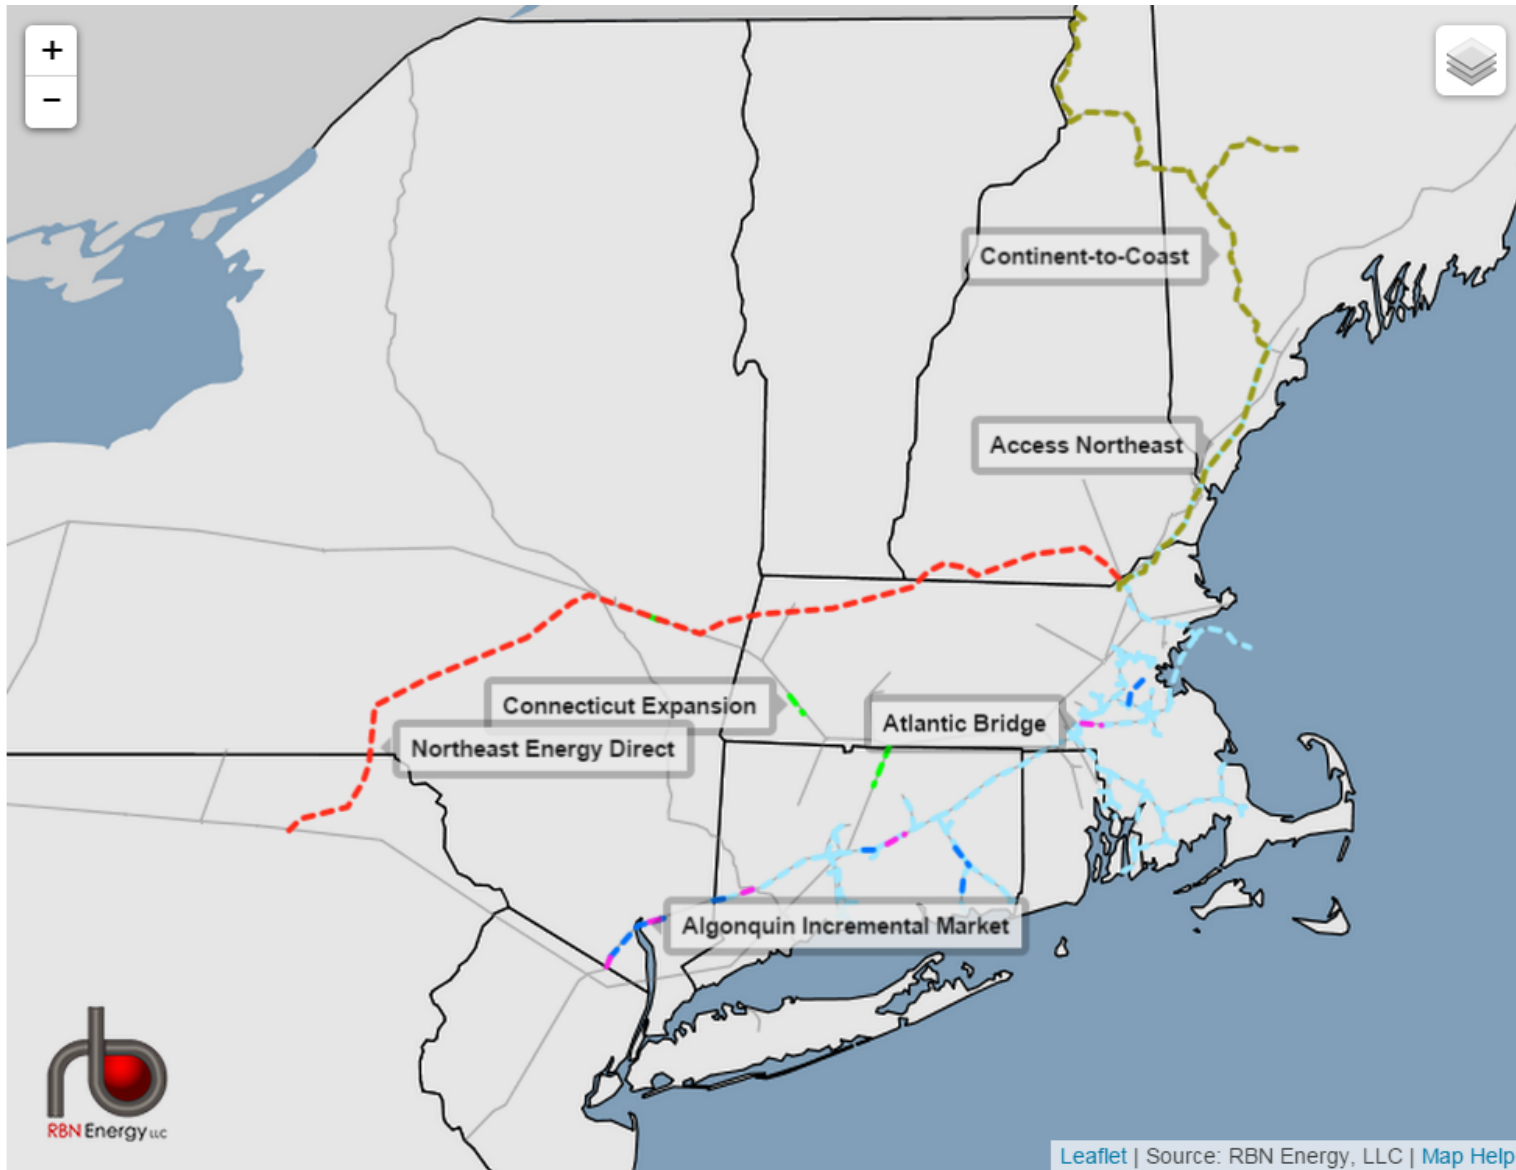 +
−
Continent-to-Coast
Access Northeast
Connecticut Expansion
Atlantic Bridge
Northeast Energy Direct
Algonquin Incremental Market
RBN Energy LLC
Leaflet | Source: RBN Energy, LLC | Map Help